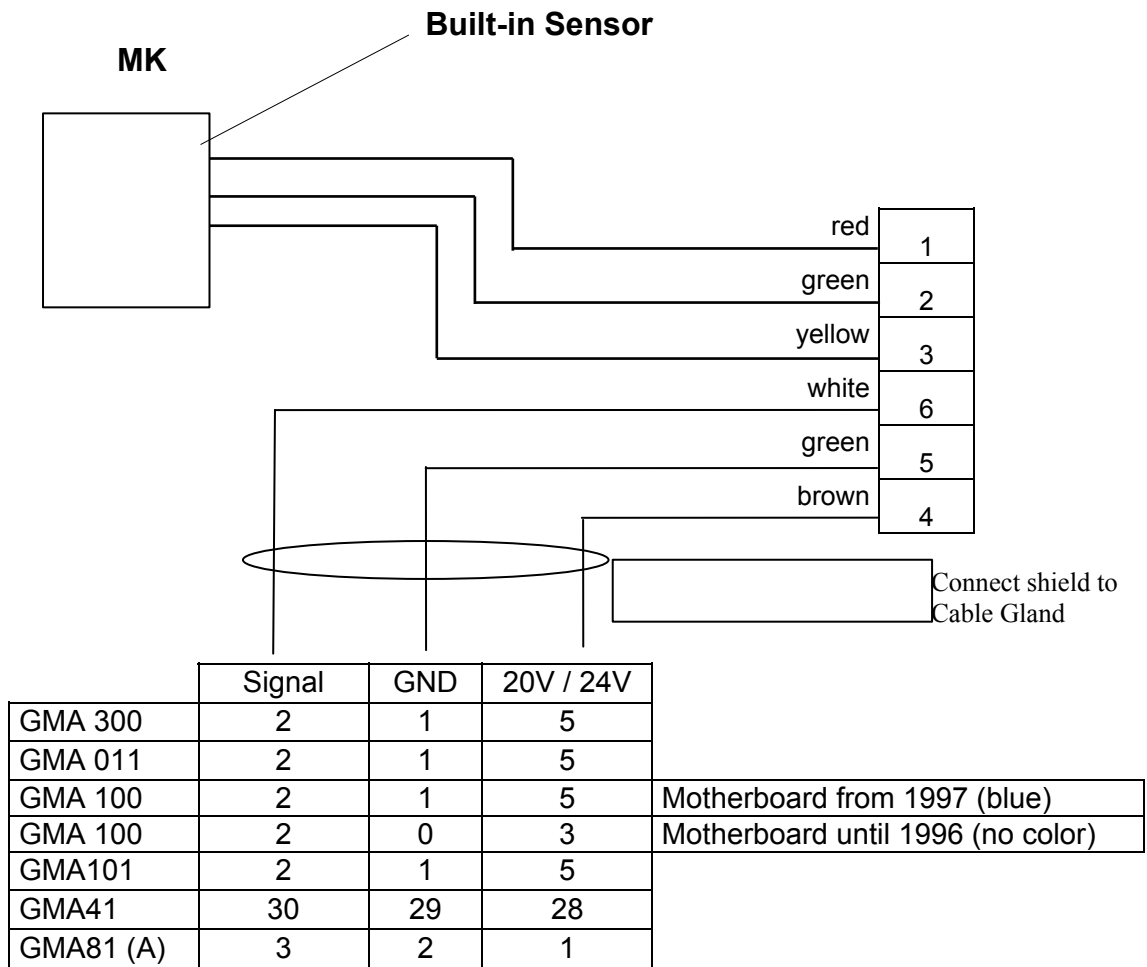 Built-in Sensor
MK
red 1
green 2
yellow 3
white 6
green 5
brown 4
Connect shield to
Cable Gland
Signal GND 20V / 24V
GMA 300 2 1 5
GMA 011 2 1 5
GMA 100 2 1 5 Motherboard from 1997 (blue)
GMA 100 2 0 3 Motherboard until 1996 (no color)
GMA101 2 1 5
GMA41 30 29 28
GMA81 (A) 3 2 1